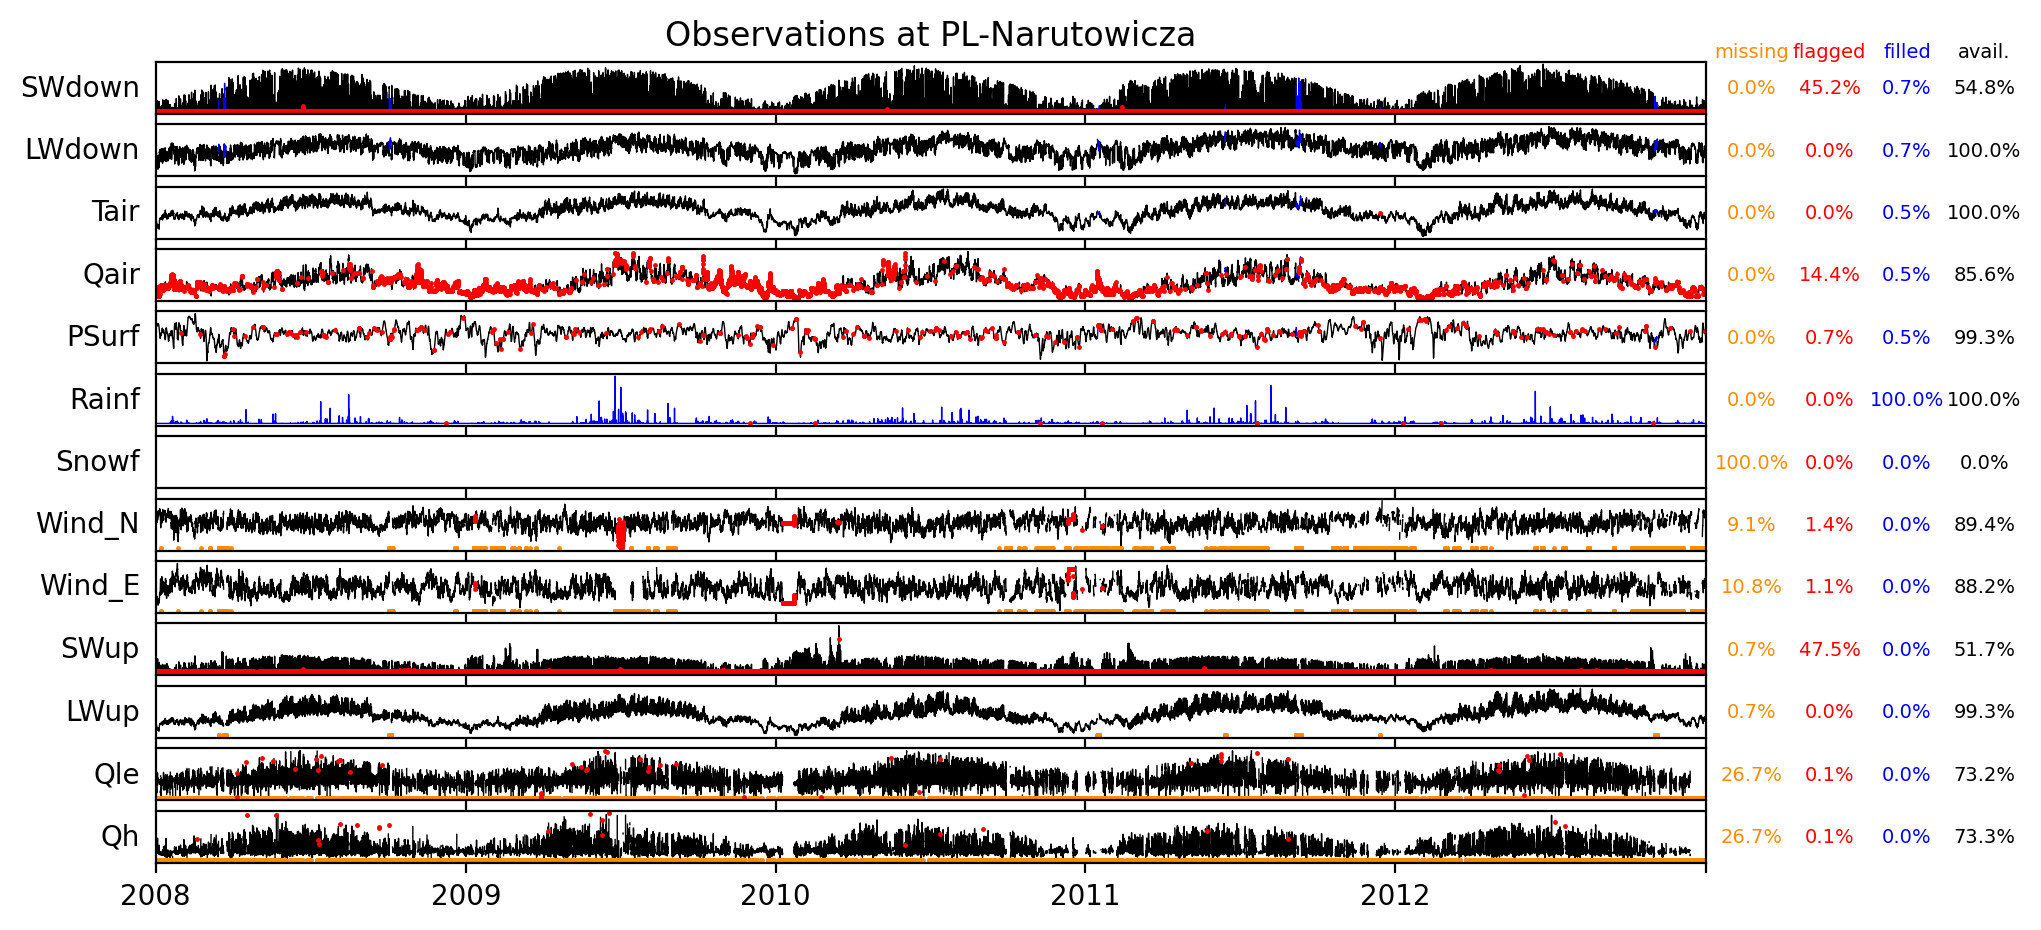 Observations at PL-Narutowicza
missing flagged filled avail.
SWdown 0.0% 45.2% 0.7% 54.8%
LWdown 0.0% 0.0% 0.7% 100.0%
Tair 0.0% 0.0% 0.5% 100.0%
Qair 0.0% 14.4% 0.5% 85.6%
PSurf 0.0% 0.7% 0.5% 99.3%
Rainf 0.0% 0.0% 100.0% 100.0%
Snowf 100.0% 0.0% 0.0% 0.0%
Wind_N 9.1% 1.4% 0.0% 89.4%
Wind_E 10.8% 1.1% 0.0% 88.2%
SWup 0.7% 47.5% 0.0% 51.7%
LWup 0.7% 0.0% 0.0% 99.3%
Qle 26.7% 0.1% 0.0% 73.2%
Qh 26.7% 0.1% 0.0% 73.3%
2008 2009 2010 2011 2012